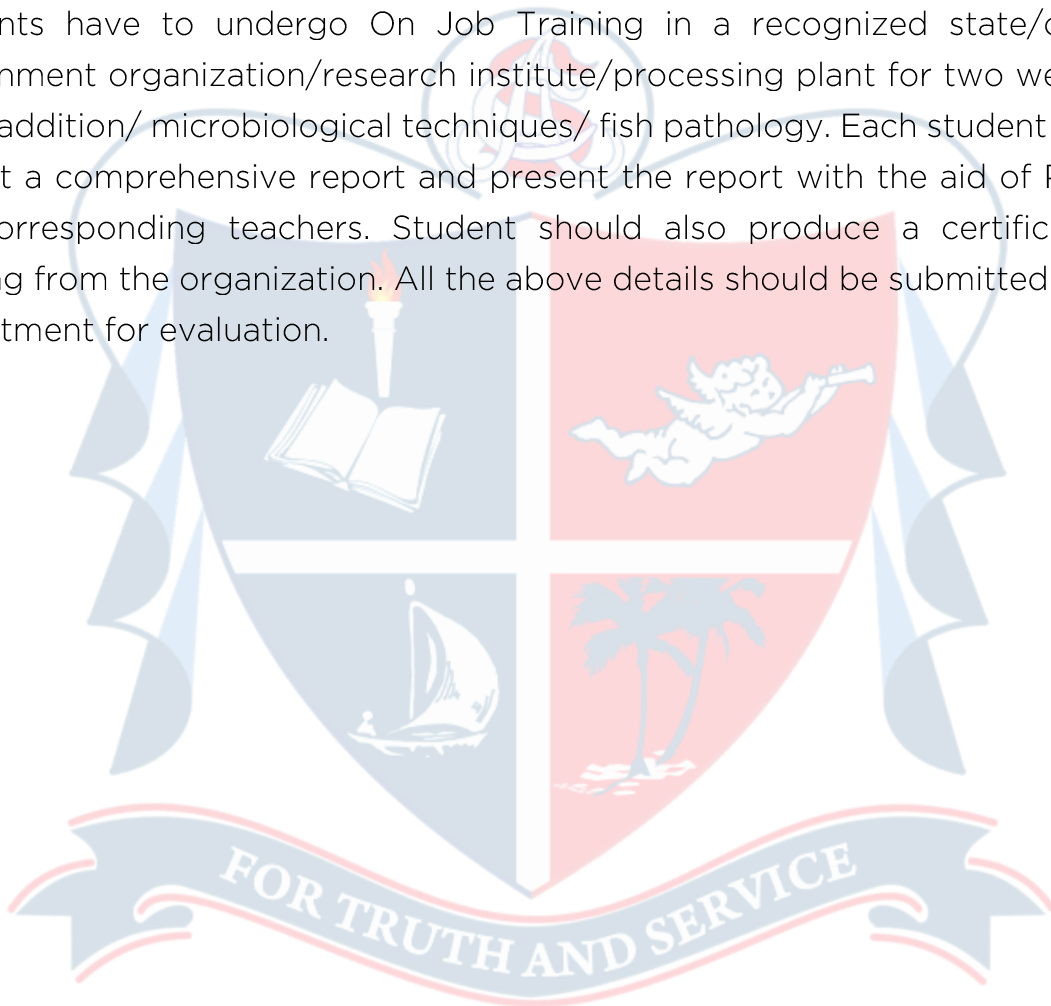 nts have to undergo On Job Training in a recognized state/
nment organization/research institute/processing plant for two we
addition/ microbiological techniques/ fish pathology. Each student
t a comprehensive report and present the report with the aid of P
orresponding teachers. Student should also produce a certific
g from the organization. All the above details should be submitted
tment for evaluation.
FOR TRUTH AND SERVICE